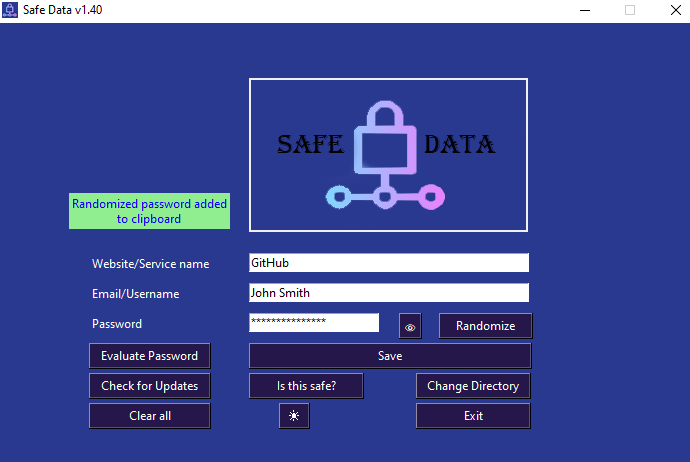 Safe Data v1.40
SAFE DATA
Randomized password added
to clipboard
Website/Service name GitHub
Email/Username John Smith
Password *************** Randomize
Evaluate Password Save
Check for Updates Is this safe? Change Directory
Clear all Exit